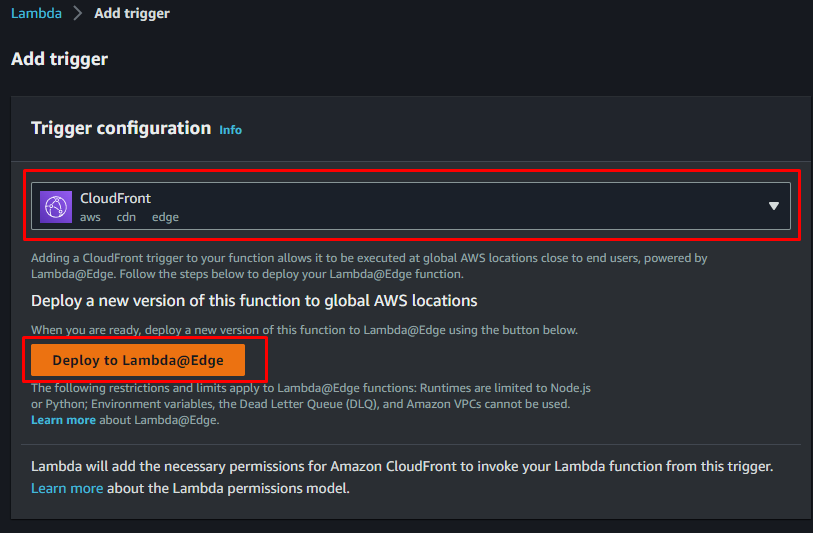 Lambda > Add trigger
Add trigger
Trigger configuration Info
CloudFront
aws cdn edge
Adding a CloudFront trigger to your function allows it to be executed at global AWS locations close to end users, powered by
Lambda@Edge. Follow the steps below to deploy your Lambda@Edge function.
Deploy a new version of this function to global AWS locations
When you are ready, deploy a new version of this function to Lambda@Edge using the button below.
Deploy to Lambda@Edge
The following restrictions and limits apply to Lambda@Edge functions: Runtimes are limited to Node.js
or Python; Environment variables, the Dead Letter Queue (DLQ), and Amazon VPCs cannot be used.
Learn more about Lambda@Edge.
Lambda will add the necessary permissions for Amazon CloudFront to invoke your Lambda function from this trigger.
Learn more about the Lambda permissions model.